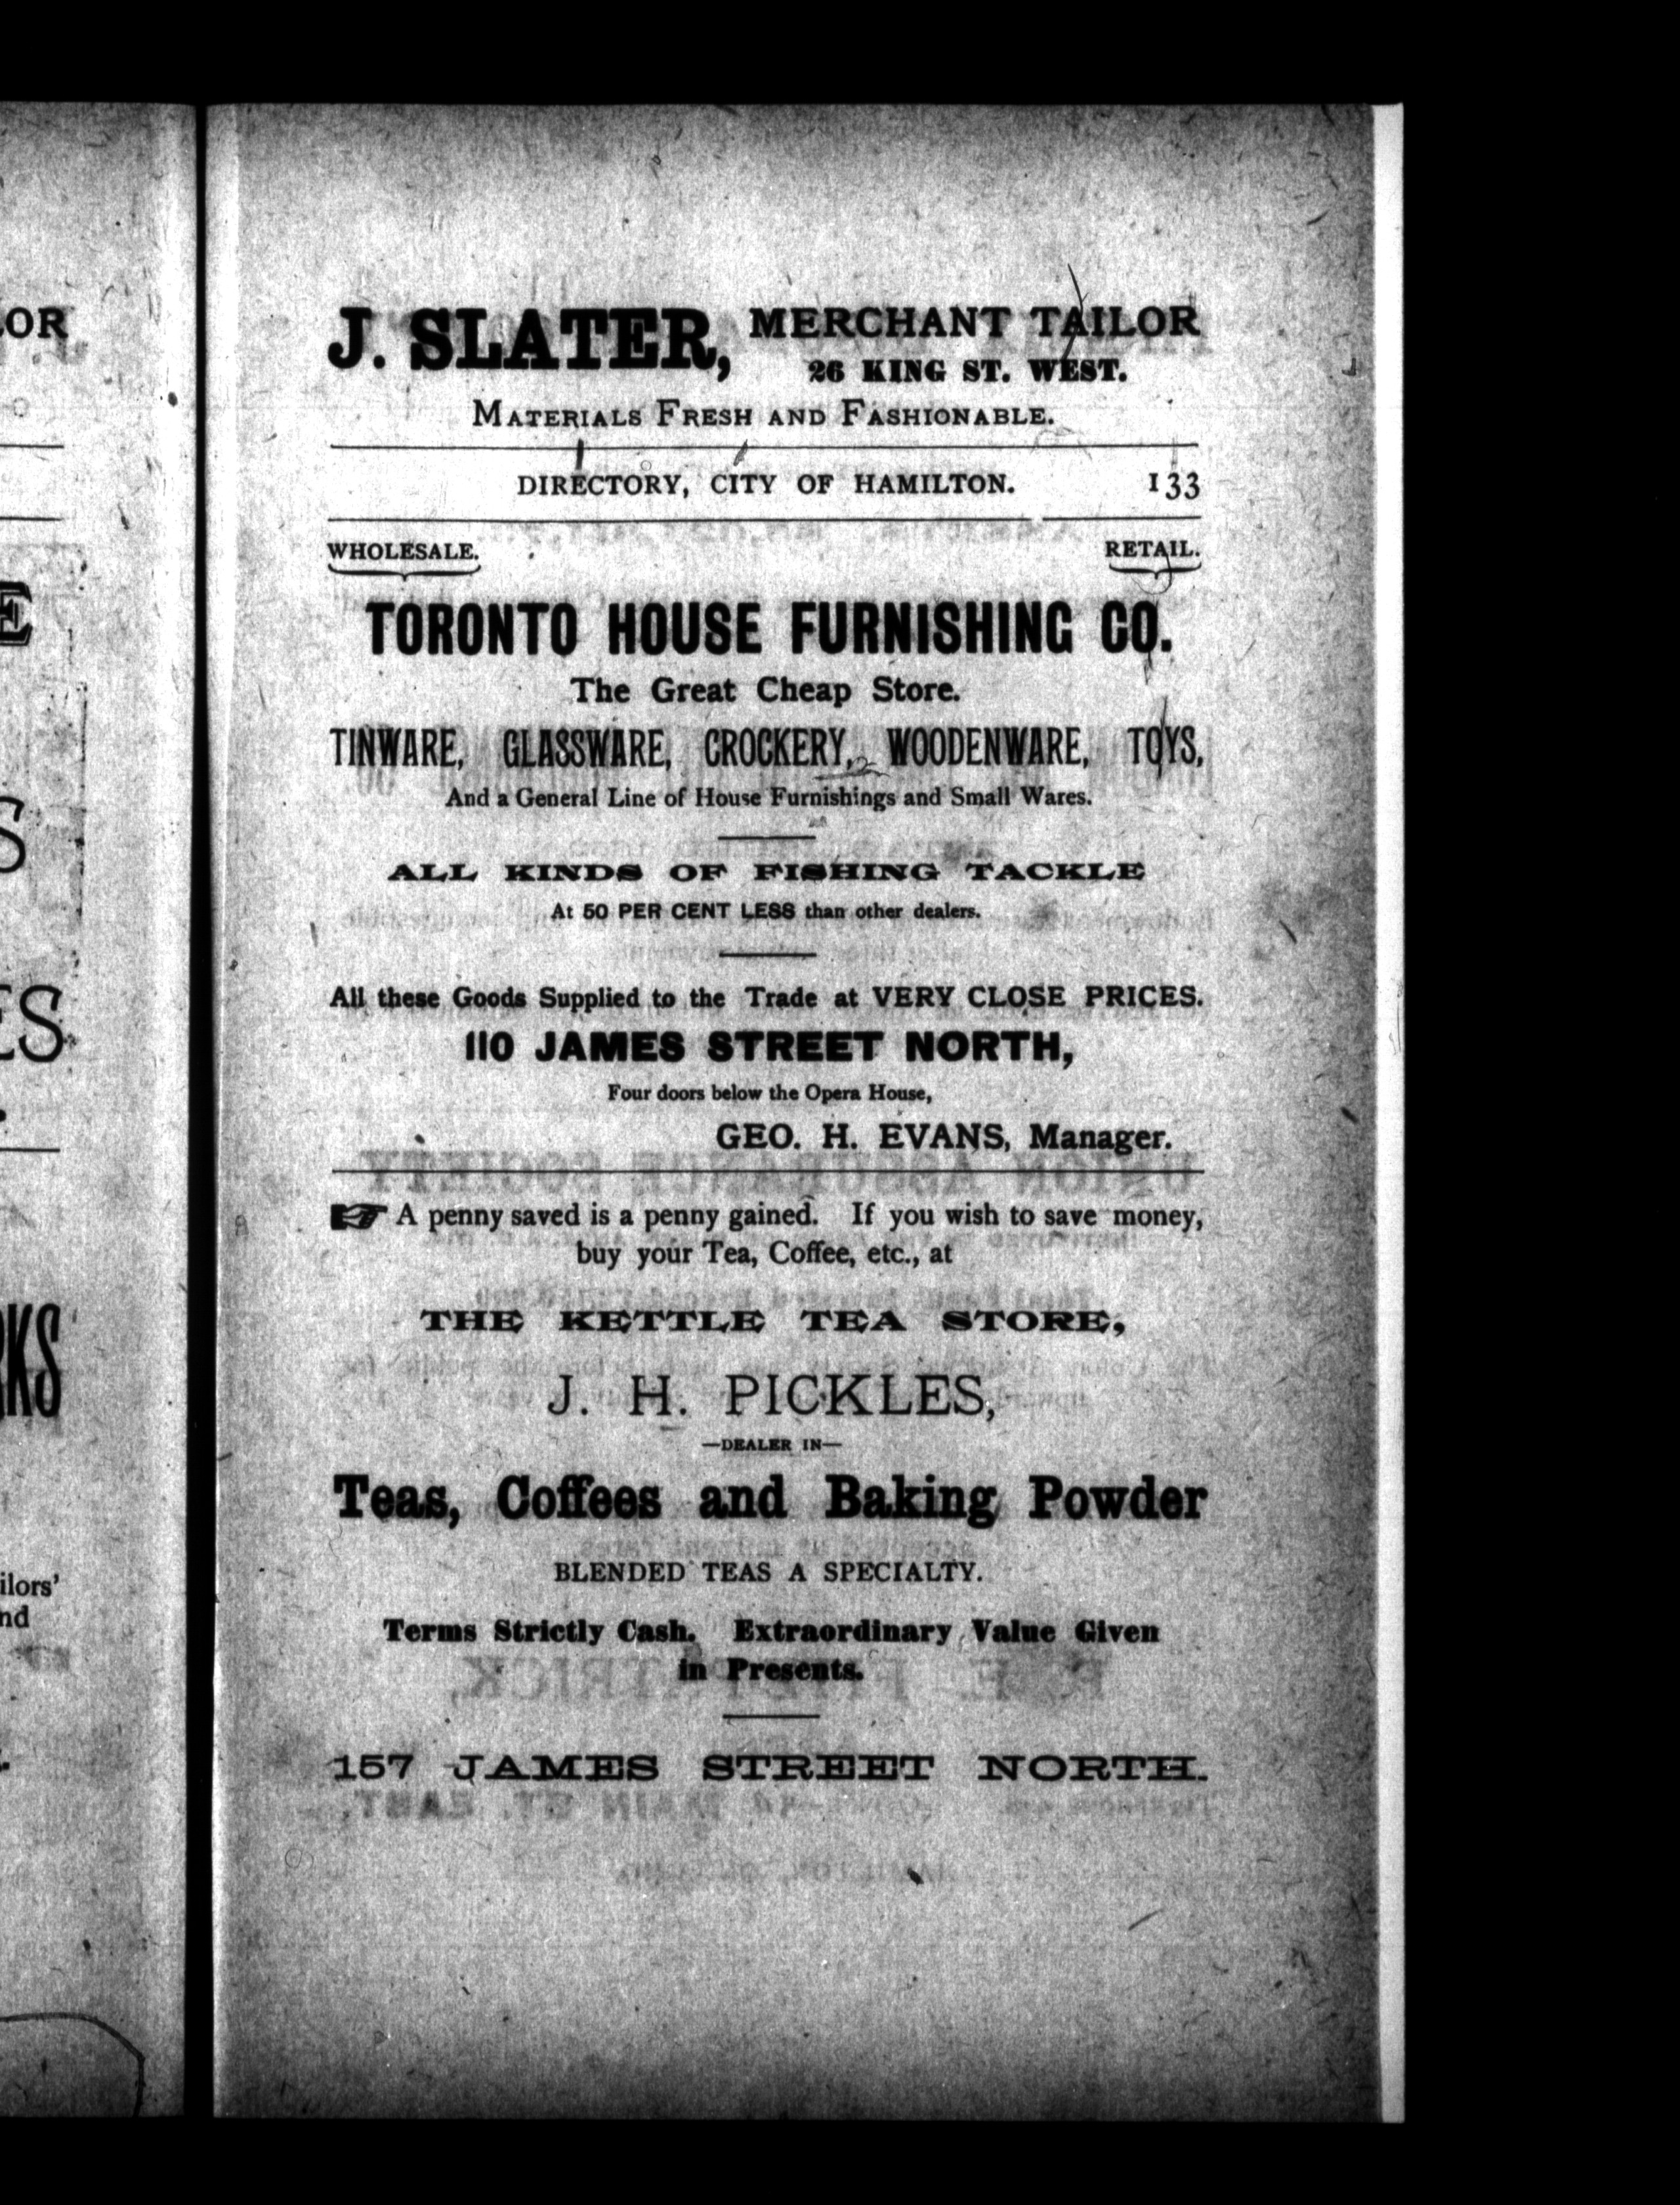 J. SLATER, MERCHANT TAILOR
26 KING ST. WEST.
MATERIALS FRESH AND FASHIONABLE.
DIRECTORY, CITY OF HAMILTON. 133
WHOLESALE. RETAIL.
TORONTO HOUSE FURNISHING CO.
The Great Cheap Store.
TINWARE, GLASSWARE, CROCKERY, WOODENWARE, TOYS,
And a General Line of House Furnishings and Small Wares.
ALL KINDS OF FISHING TACKLE
At 50 PER CENT LESS than other dealers.
All these Goods Supplied to the Trade at VERY CLOSE PRICES.
110 JAMES STREET NORTH,
Four doors below the Opera House,
GEO. H. EVANS, Manager.
☞ A penny saved is a penny gained. If you wish to save money,
buy your Tea, Coffee, etc., at
THE KETTLE TEA STORE,
J. H. PICKLES,
—DEALER IN—
Teas, Coffees and Baking Powder
BLENDED TEAS A SPECIALTY.
Terms Strictly Cash. Extraordinary Value Given
in Presents.
157 JAMES STREET NORTH.